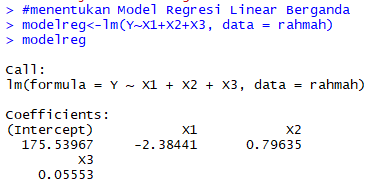 > #menentukan Model Regresi Linear Berganda
> modelreg<-lm(Y~X1+X2+X3, data = rahmah)
> modelreg
Call:
lm(formula = Y ~ X1 + X2 + X3, data = rahmah)
Coefficients:
(Intercept) X1 X2
175.53967 -2.38441 0.79635
X3
0.05553